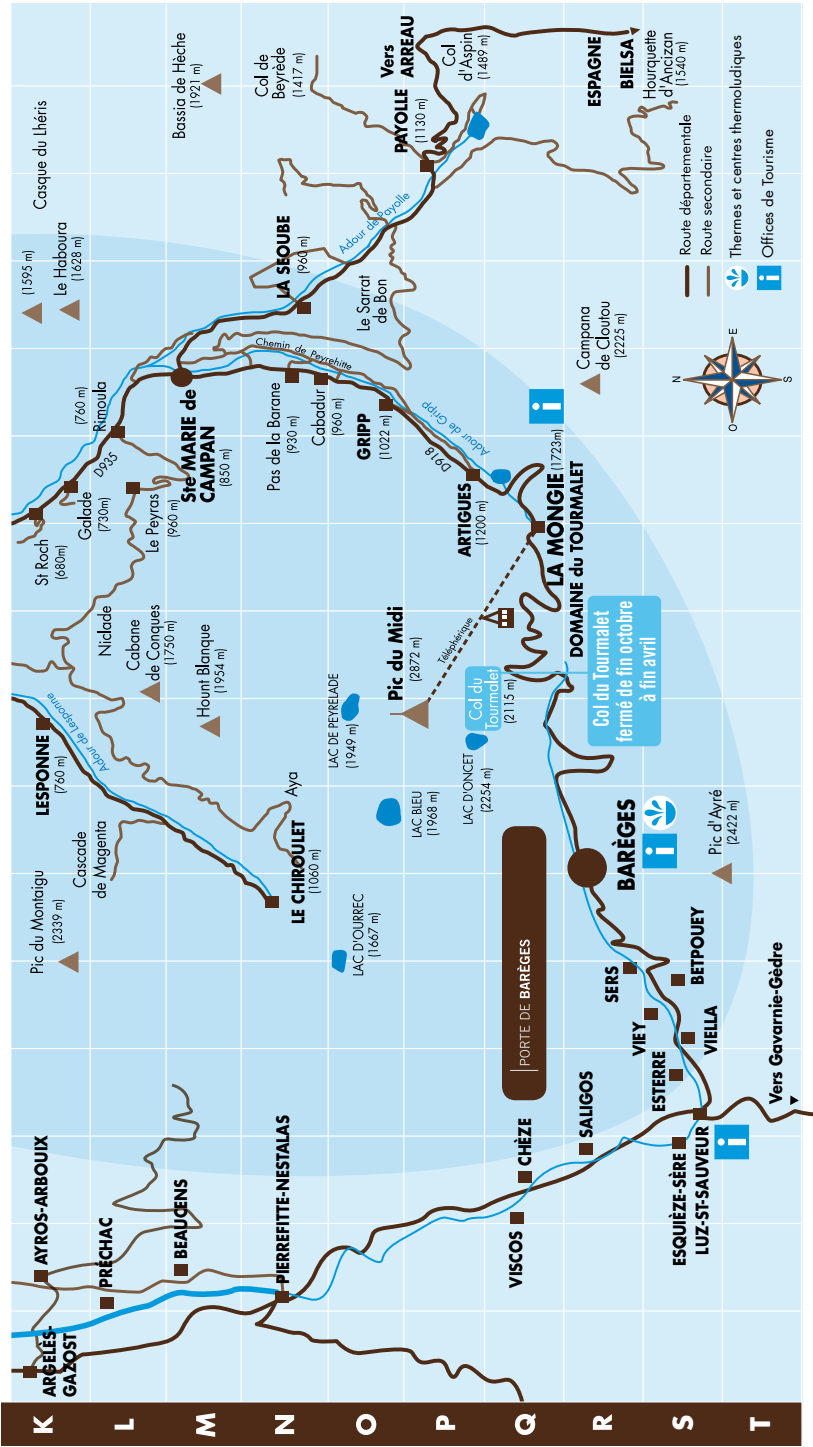 K
L
M
N
O
P
Q
R
S
T
ARGELÈS-
GAZOST
AYROS-ARBOUIX
PRÉCHAC
BEAUCENS
PIERREFITTE-NESTALAS
VISCOS
CHÈZE
SALIGOS
ESQUIÈZE-SÈRE
LUZ-ST-SAUVEUR
Vers Gavarnie-Gèdre
ESTERRE
VIELLA
VIEY
BETPOUEY
SERS
PORTE DE BARÈGES
BARÈGES
Pic d'Ayré
(2422 m)
Pic du Montaigu
(2339 m)
Cascade
de Magenta
LESPONNE
(760 m)
Adour de Lesponne
LE CHIROULET
(1060 m)
Aya
LAC D'OURREC
(1667 m)
LAC BLEU
(1968 m)
LAC DE PEYRELADE
(1949 m)
LAC D'ONCET
(2254 m)
Hount Blanque
(1954 m)
Cabane
de Conques
(1750 m)
Niclade
Pic du Midi
(2872 m)
Téléphérique
Col du
Tourmalet
(2115 m)
Col du Tourmalet
fermé de fin octobre
à fin avril
DOMAINE du TOURMALET
LA MONGIE (1723m)
ARTIGUES
(1200 m)
D918
Adour de Gripp
GRIPP
(1022 m)
Cabadur
(960 m)
Pas de la Barane
(930 m)
Chemin de Peyrehitte
Ste MARIE de
CAMPAN
(850 m)
Le Peyras
(960 m)
St Roch
(680m)
Galade
(730m)
D935
Rimoula
(760 m)
(1595 m)
Casque du Lhéris
Le Haboura
(1628 m)
Bassia de Hèche
(1921 m)
Col de
Beyrède
(1417 m)
LA SEOUBE
(960 m)
Le Sarrat
de Bon
Adour de Payolle
PAYOLLE
(1130 m)
Vers
ARREAU
Col
d'Aspin
(1489 m)
ESPAGNE
BIELSA
Hourquette
d'Ancizan
(1540 m)
Campana
de Cloutou
(2225 m)
N
E
S
O
Route départementale
Route secondaire
Thermes et centres thermoludiques
i Offices de Tourisme
i
i
i